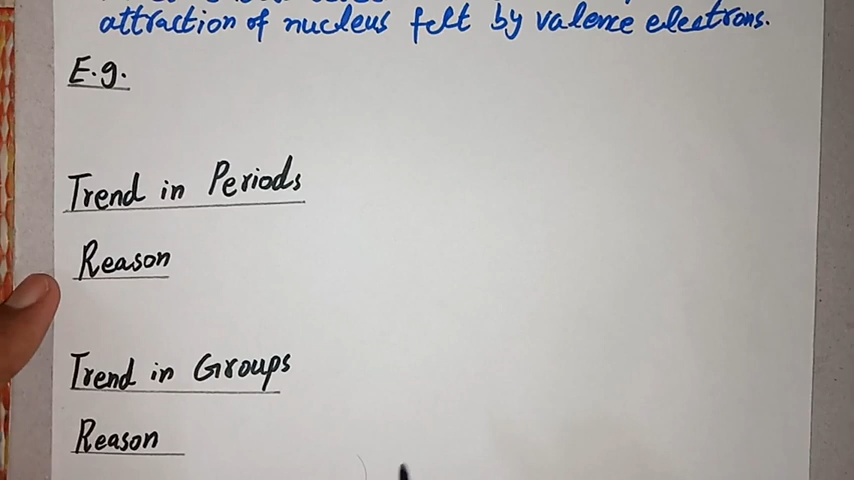 attraction of nucleus felt by valence electrons.
E.g.
Trend in Periods
Reason
Trend in Groups
Reason